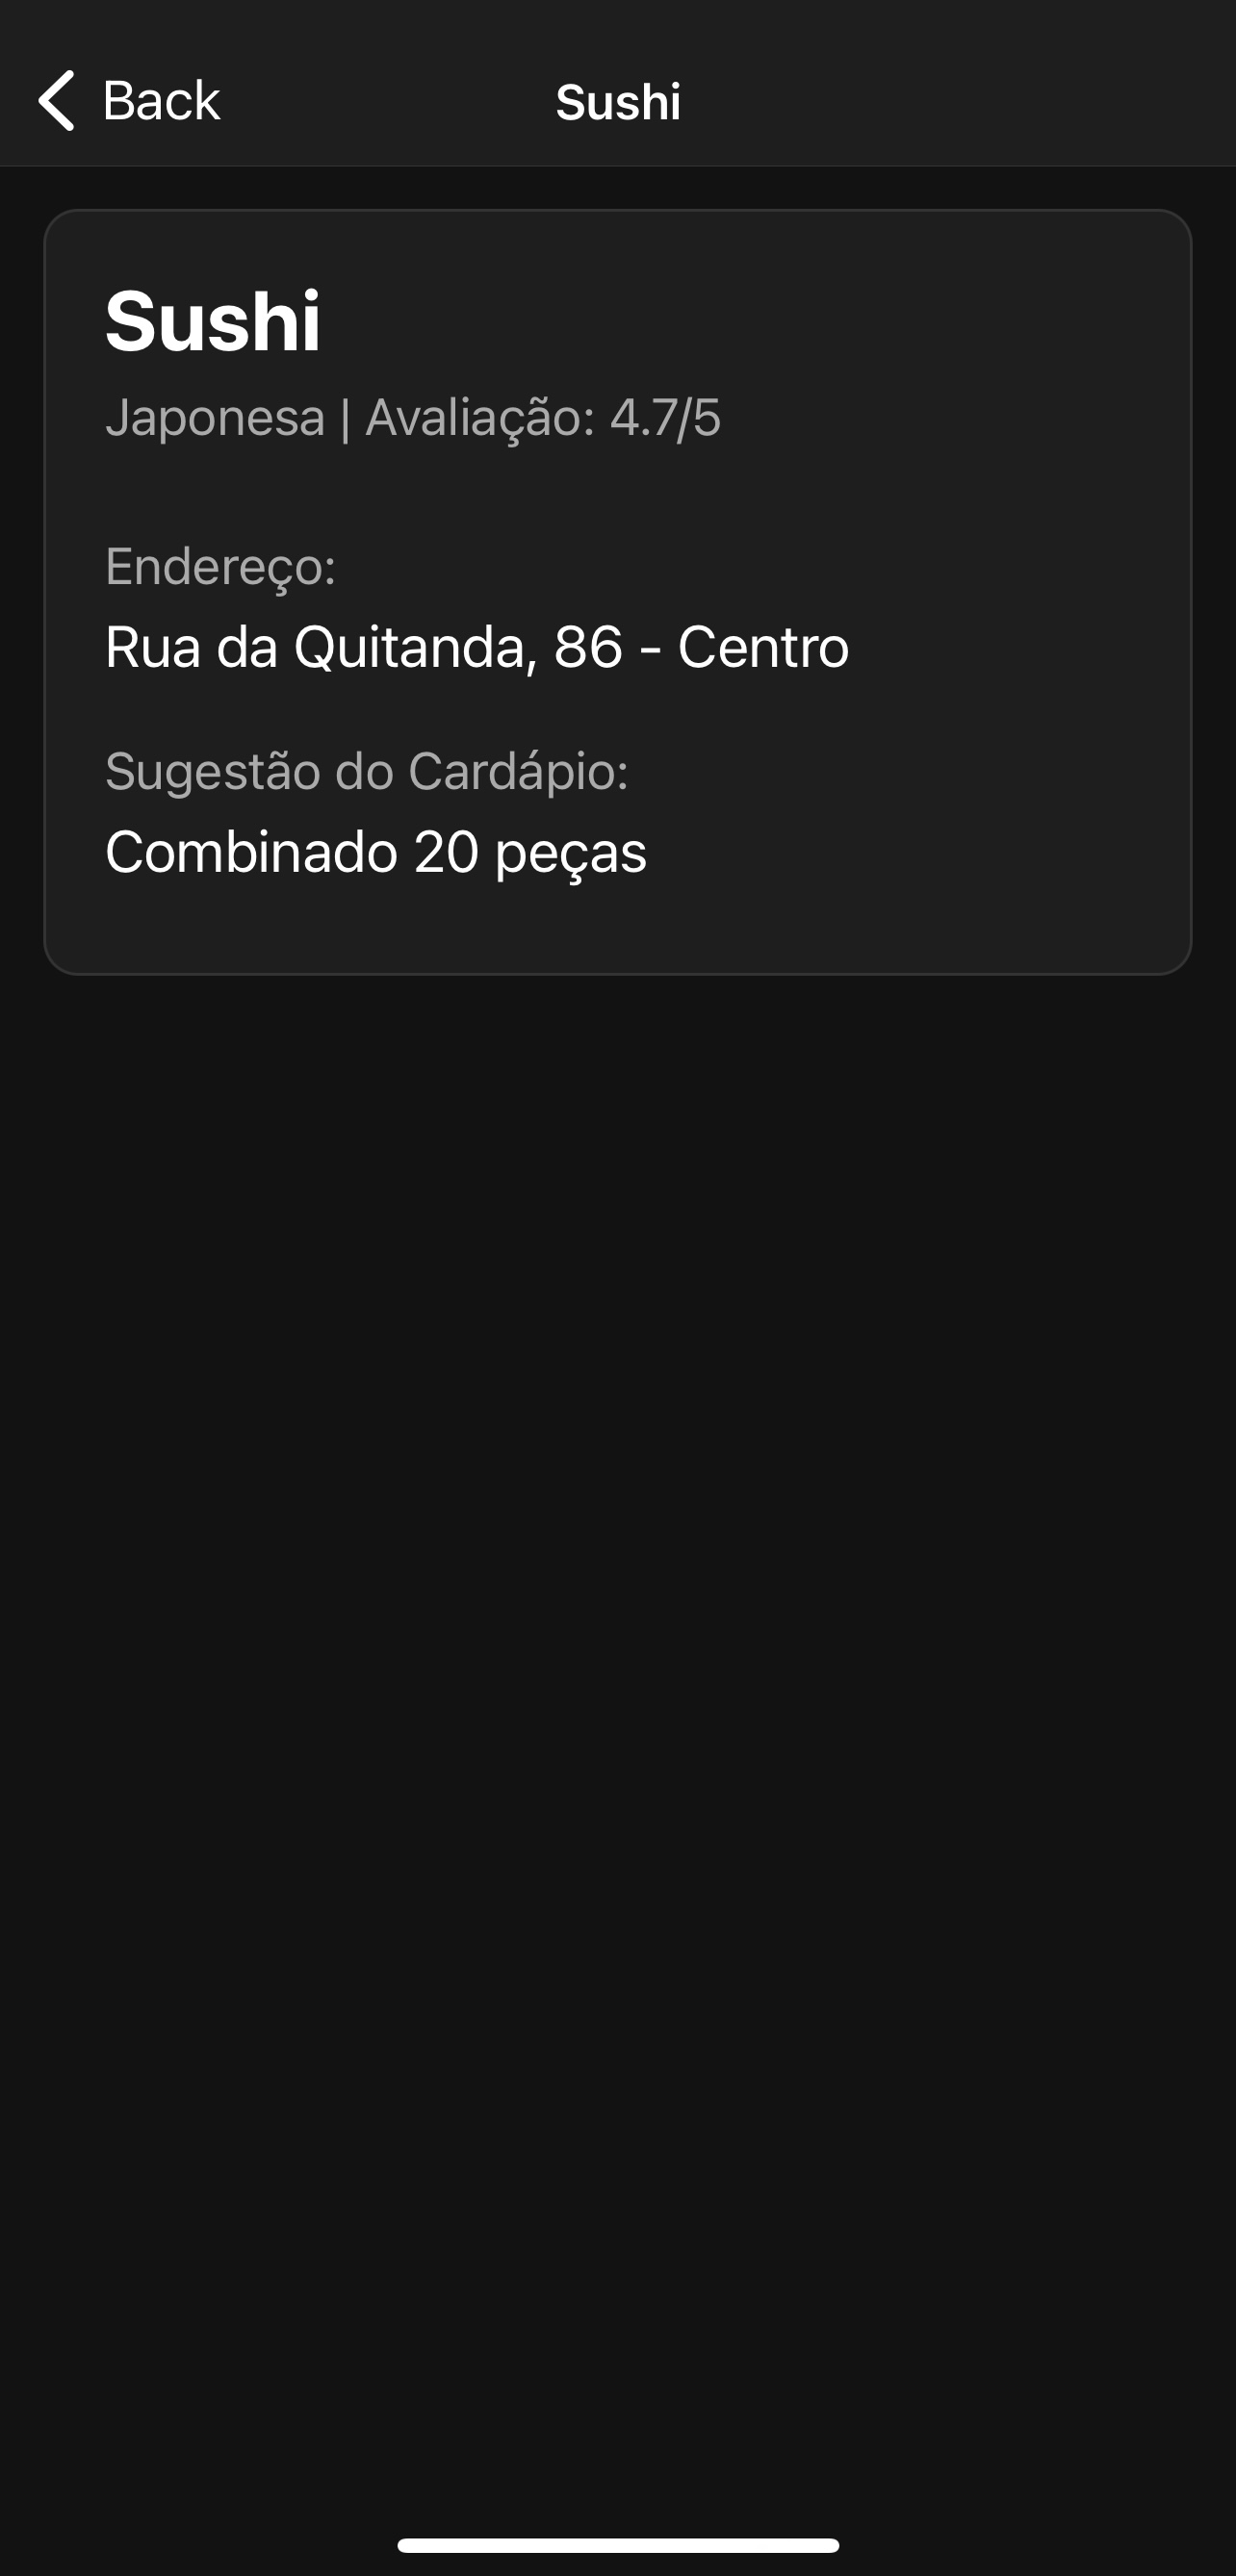 Back
Sushi
Sushi
Japonesa | Avaliação: 4.7/5
Endereço:
Rua da Quitanda, 86 - Centro
Sugestão do Cardápio:
Combinado 20 peças